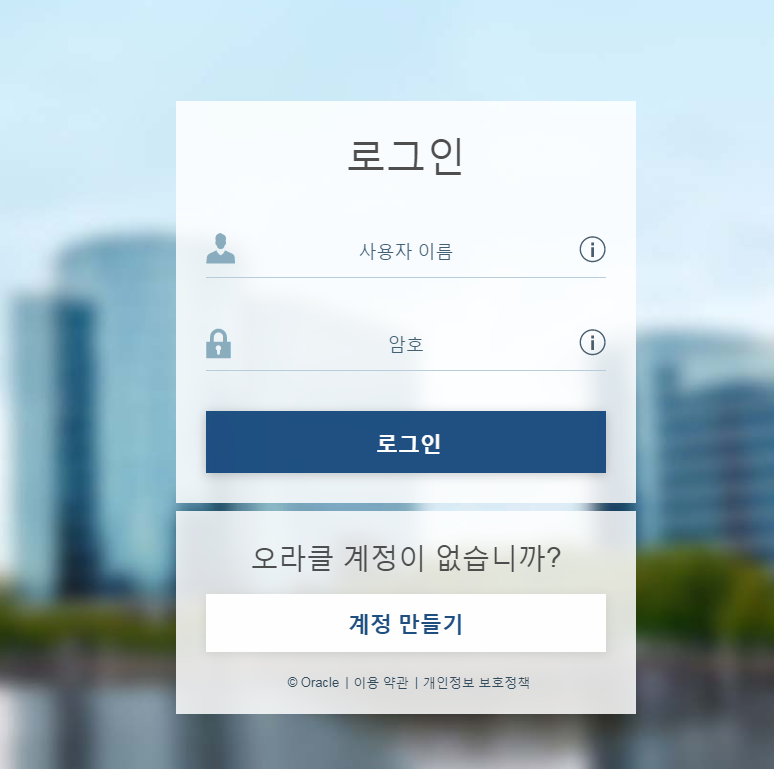 로그인
사용자 이름
암호
로그인
오라클 계정이 없습니까?
계정 만들기
© Oracle | 이용 약관 | 개인정보 보호정책